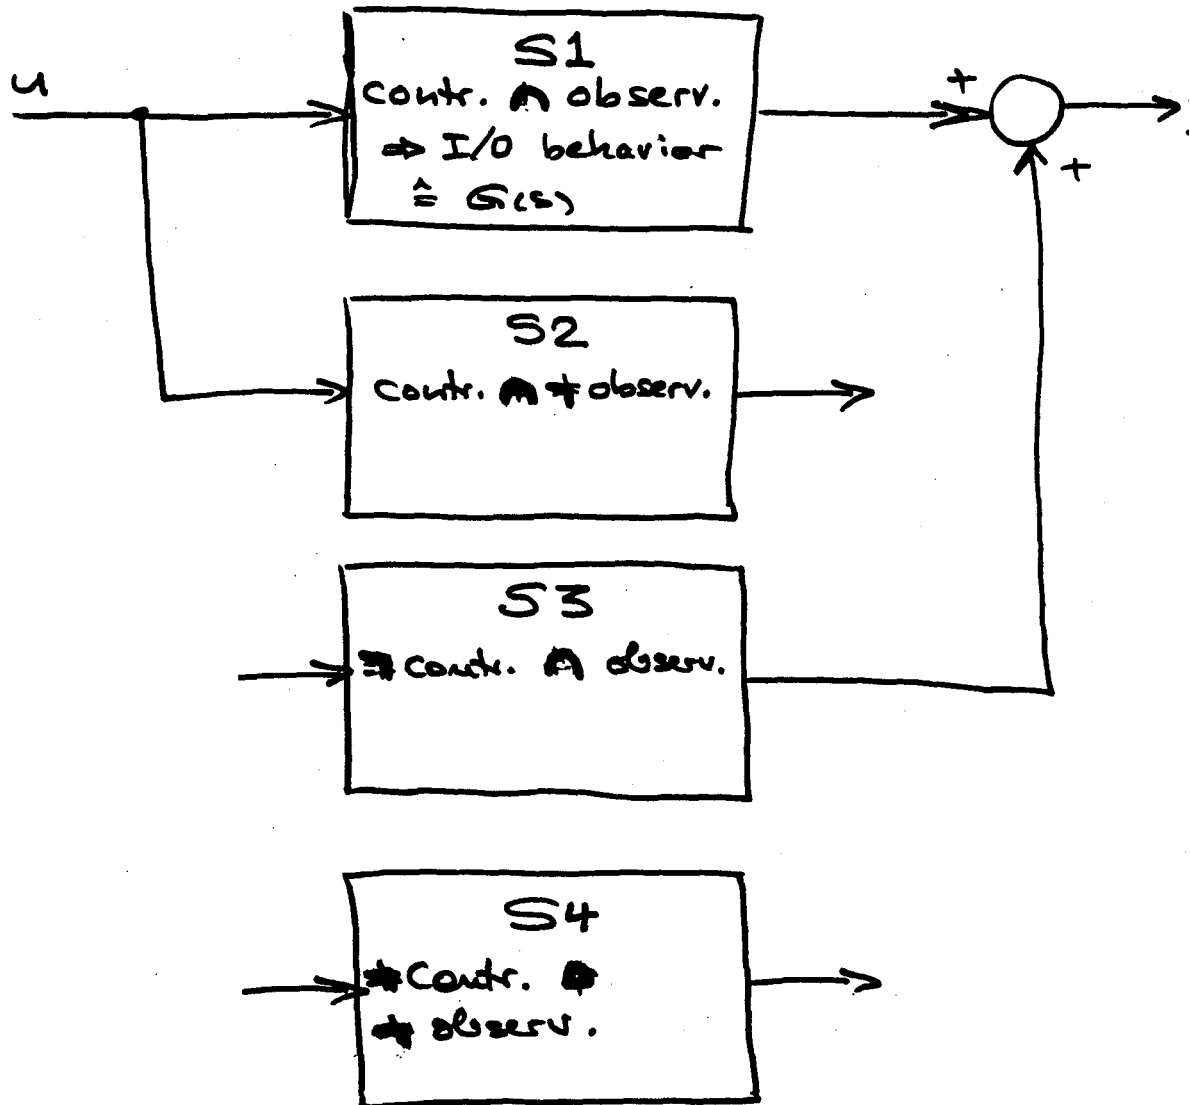 u
S1
contr. ∧ observ.
⇒ I/O behavior
≙ G(s)
+
+
S2
contr. ∧ ≠ observ.
S3
contr. ∧ observ.
S4
contr.
observ.